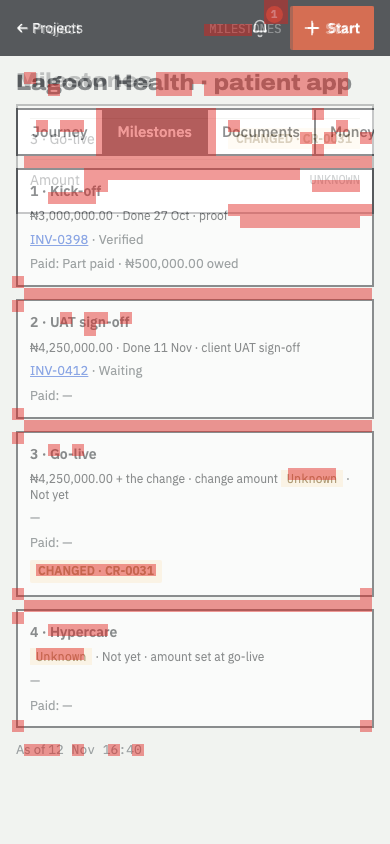 ← Projects
MILESTONES
1
+ Start
Lagoon Health · patient app
Journey
Milestones
Documents
Money
3 · Go-live
CHANGED · CR-0031
Amount
UNKNOWN
1 · Kick-off
₦3,000,000.00 · Done 27 Oct · proof
INV-0398 · Verified
Paid: Part paid · ₦500,000.00 owed
2 · UAT sign-off
₦4,250,000.00 · Done 11 Nov · client UAT sign-off
INV-0412 · Waiting
Paid: —
3 · Go-live
₦4,250,000.00 + the change · change amount Unknown ·
Not yet
—
Paid: —
CHANGED · CR-0031
4 · Hypercare
Unknown · Not yet · amount set at go-live
—
Paid: —
As of 12 Nov 16:40